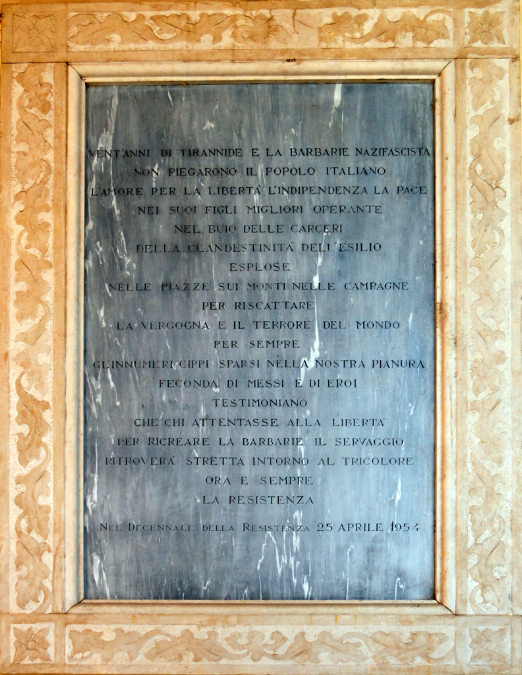 VENT'ANNI DI TIRANNIDE E LA BARBARIE NAZIFASCISTA
NON PIEGARONO IL POPOLO ITALIANO
L'AMORE PER LA LIBERTA' L'INDIPENDENZA LA PACE
NEI SUOI FIGLI MIGLIORI OPERANTE
NEL BUIO DELLE CARCERI
DELLA CLANDESTINITÀ DELL'ESILIO
ESPLOSE
NELLE PIAZZE SUI MONTI NELLE CAMPAGNE
PER RISCATTARE
LA VERGOGNA E IL TERRORE DEL MONDO
PER SEMPRE
GL'INNUMERI CIPPI SPARSI NELLA NOSTRA PIANURA
FECONDA DI MESSI E DI EROI
TESTIMONIANO
CHE CHI ATTENTASSE ALLA LIBERTÀ
PER RICREARE LA BARBARIE IL SERVAGGIO
RITROVERÀ STRETTA INTORNO AL TRICOLORE
ORA E SEMPRE
LA RESISTENZA
NEL DECENNALE DELLA RESISTENZA 25 APRILE 1954